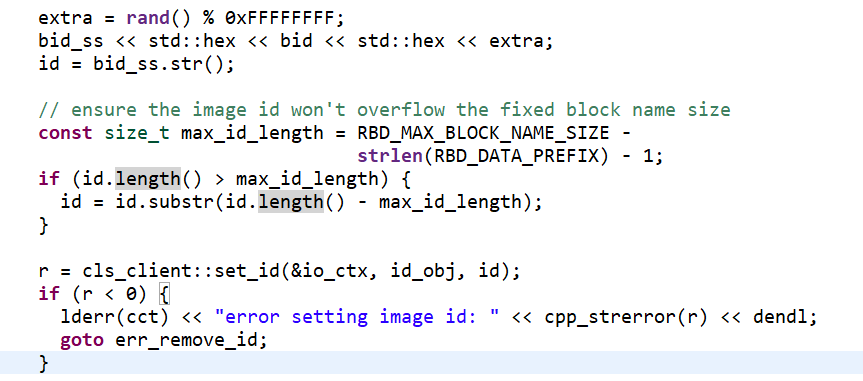 extra = rand() % 0xFFFFFFFF;
bid_ss << std::hex << bid << std::hex << extra;
id = bid_ss.str();
// ensure the image id won't overflow the fixed block name size
const size_t max_id_length = RBD_MAX_BLOCK_NAME_SIZE -
strlen(RBD_DATA_PREFIX) - 1;
if (id.length() > max_id_length) {
id = id.substr(id.length() - max_id_length);
}
r = cls_client::set_id(&io_ctx, id_obj, id);
if (r < 0) {
lderr(cct) << "error setting image id: " << cpp_strerror(r) << dendl;
goto err_remove_id;
}